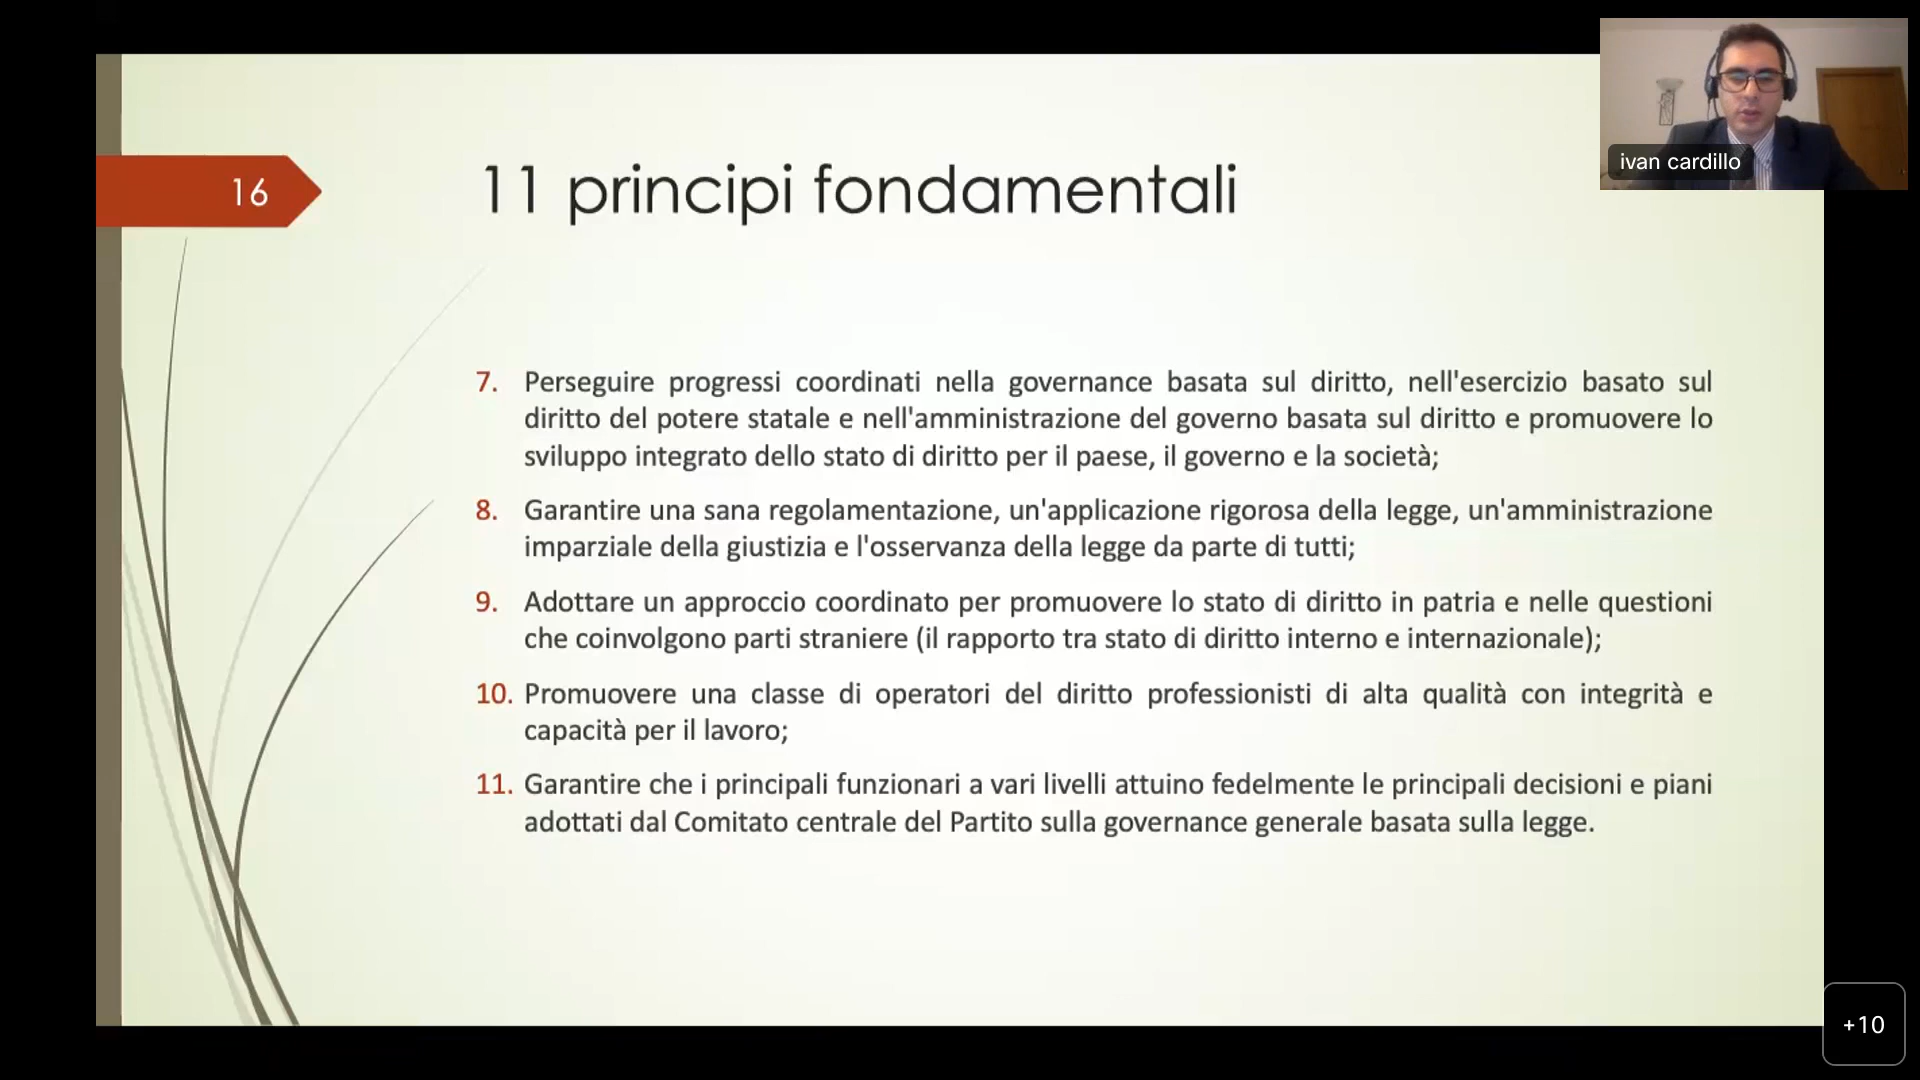 ivan cardillo
16
11 principi fondamentali
7. Perseguire progressi coordinati nella governance basata sul diritto, nell'esercizio basato sul
diritto del potere statale e nell'amministrazione del governo basata sul diritto e promuovere lo
sviluppo integrato dello stato di diritto per il paese, il governo e la società;
8. Garantire una sana regolamentazione, un'applicazione rigorosa della legge, un'amministrazione
imparziale della giustizia e l'osservanza della legge da parte di tutti;
9. Adottare un approccio coordinato per promuovere lo stato di diritto in patria e nelle questioni
che coinvolgono parti straniere (il rapporto tra stato di diritto interno e internazionale);
10. Promuovere una classe di operatori del diritto professionisti di alta qualità con integrità e
capacità per il lavoro;
11. Garantire che i principali funzionari a vari livelli attuino fedelmente le principali decisioni e piani
adottati dal Comitato centrale del Partito sulla governance generale basata sulla legge.
+10